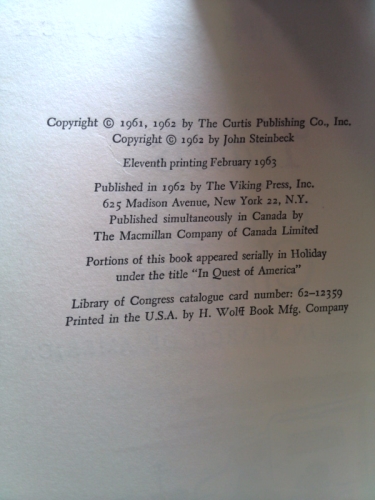 Copyright © 1961, 1962 by The Curtis Publishing Co., Inc.
Copyright © 1962 by John Steinbeck
Eleventh printing February 1963
Published in 1962 by The Viking Press, Inc.
625 Madison Avenue, New York 22, N.Y.
Published simultaneously in Canada by
The Macmillan Company of Canada Limited
Portions of this book appeared serially in Holiday
under the title "In Quest of America"
Library of Congress catalogue card number: 62–12359
Printed in the U.S.A. by H. Wolff Book Mfg. Company